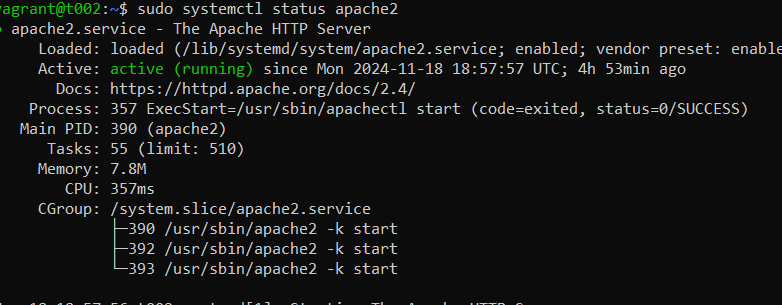 vagrant@t002:~$ sudo systemctl status apache2
apache2.service - The Apache HTTP Server
Loaded: loaded (/lib/systemd/system/apache2.service; enabled; vendor preset: enable
Active: active (running) since Mon 2024-11-18 18:57:57 UTC; 4h 53min ago
Docs: https://httpd.apache.org/docs/2.4/
Process: 357 ExecStart=/usr/sbin/apachectl start (code=exited, status=0/SUCCESS)
Main PID: 390 (apache2)
Tasks: 55 (limit: 510)
Memory: 7.8M
CPU: 357ms
CGroup: /system.slice/apache2.service
├─390 /usr/sbin/apache2 -k start
├─392 /usr/sbin/apache2 -k start
└─393 /usr/sbin/apache2 -k start